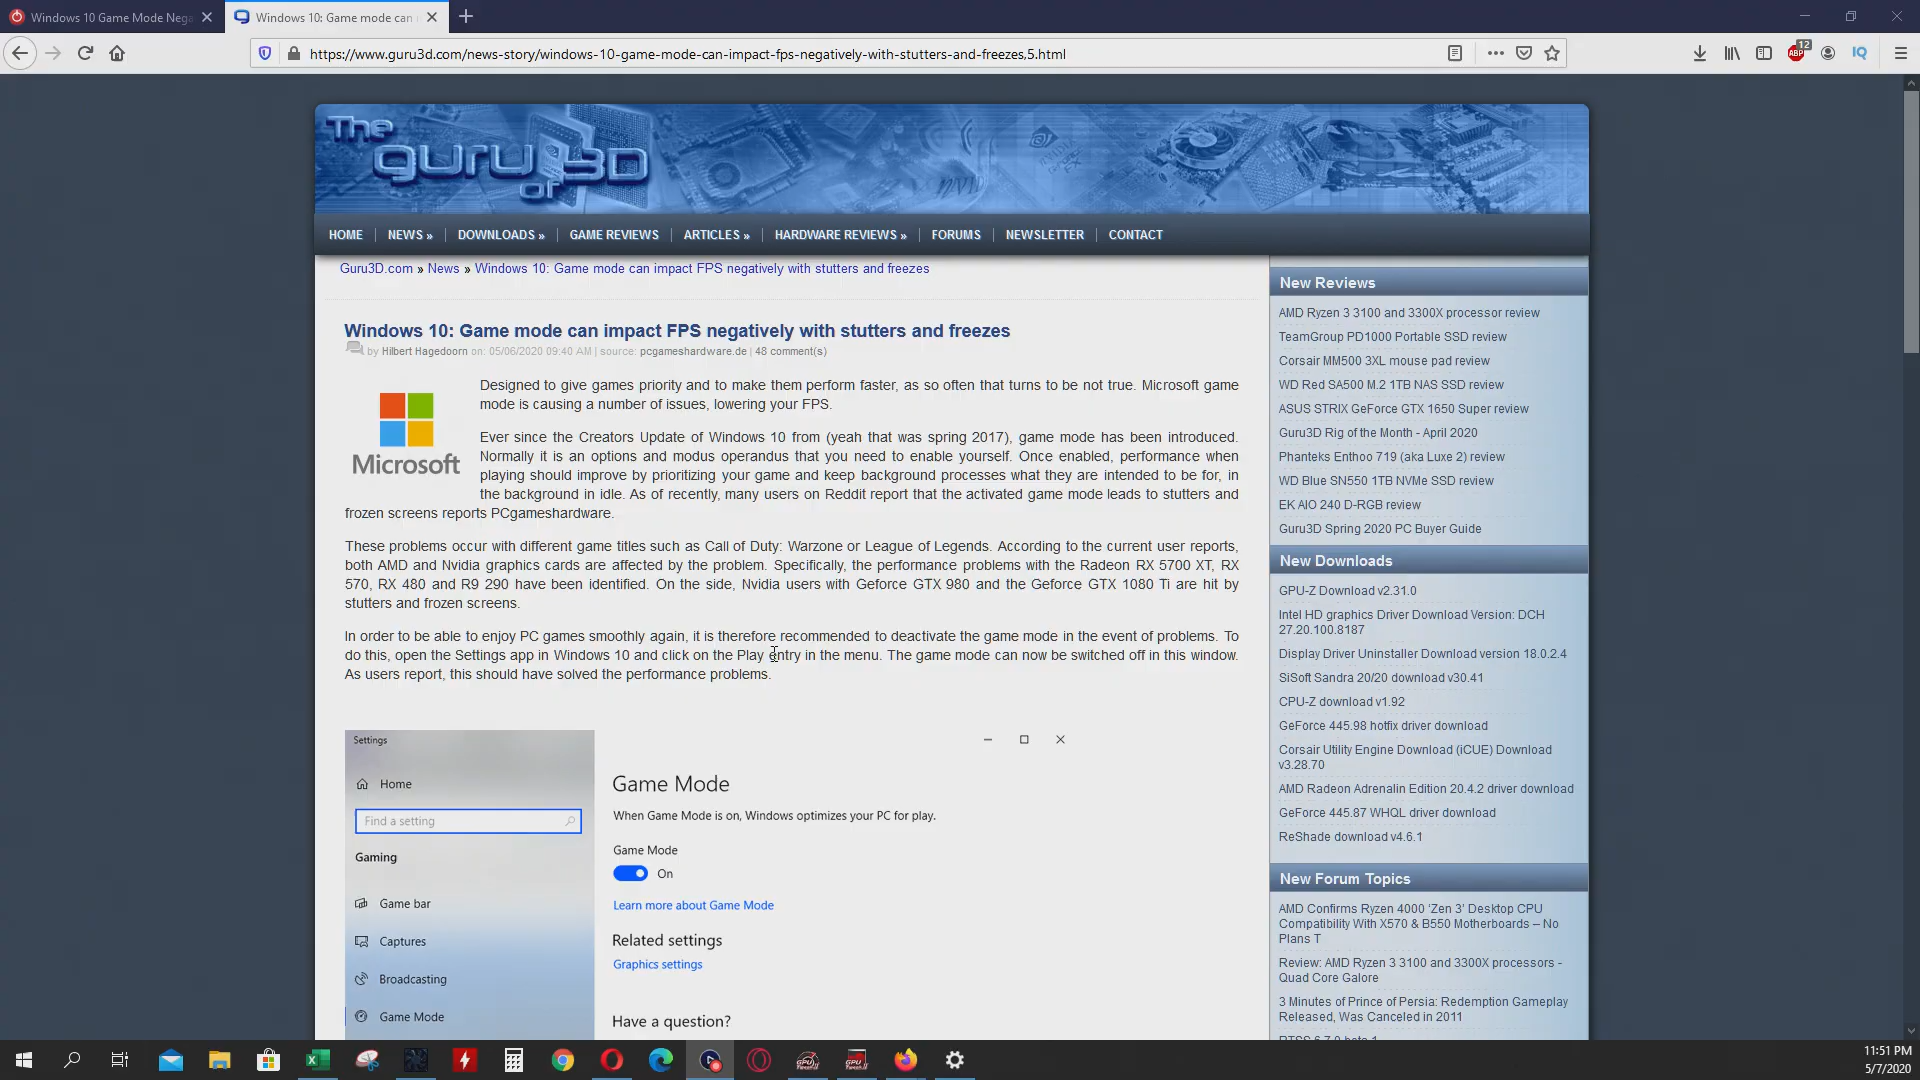 Windows 10 Game Mode Neg
Windows 10: Game mode can
https://www.guru3d.com/news-story/windows-10-game-mode-can-impact-fps-negatively-with-stutters-and-freezes,5.html
12
ABP
IQ
The
guru
of 3D
HOME
NEWS »
DOWNLOADS »
GAME REVIEWS
ARTICLES »
HARDWARE REVIEWS »
FORUMS
NEWSLETTER
CONTACT
Guru3D.com » News » Windows 10: Game mode can impact FPS negatively with stutters and freezes
Windows 10: Game mode can impact FPS negatively with stutters and freezes
by Hilbert Hagedoorn on: 05/06/2020 09:40 AM | source: pcgameshardware.de | 48 comment(s)
Microsoft
Designed to give games priority and to make them perform faster, as so often that turns to be not true. Microsoft game
mode is causing a number of issues, lowering your FPS.
Ever since the Creators Update of Windows 10 from (yeah that was spring 2017), game mode has been introduced.
Normally it is an options and modus operandus that you need to enable yourself. Once enabled, performance when
playing should improve by prioritizing your game and keep background processes what they are intended to be for, in
the background in idle. As of recently, many users on Reddit report that the activated game mode leads to stutters and
frozen screens reports PCgameshardware.
These problems occur with different game titles such as Call of Duty: Warzone or League of Legends. According to the current user reports,
both AMD and Nvidia graphics cards are affected by the problem. Specifically, the performance problems with the Radeon RX 5700 XT, RX
570, RX 480 and R9 290 have been identified. On the side, Nvidia users with Geforce GTX 980 and the Geforce GTX 1080 Ti are hit by
stutters and frozen screens.
In order to be able to enjoy PC games smoothly again, it is therefore recommended to deactivate the game mode in the event of problems. To
do this, open the Settings app in Windows 10 and click on the Play entry in the menu. The game mode can now be switched off in this window.
As users report, this should have solved the performance problems.
Settings
Home
Find a setting
Gaming
Game bar
Captures
Broadcasting
Game Mode
Game Mode
When Game Mode is on, Windows optimizes your PC for play.
Game Mode
On
Learn more about Game Mode
Related settings
Graphics settings
Have a question?
New Reviews
AMD Ryzen 3 3100 and 3300X processor review
TeamGroup PD1000 Portable SSD review
Corsair MM500 3XL mouse pad review
WD Red SA500 M.2 1TB NAS SSD review
ASUS STRIX GeForce GTX 1650 Super review
Guru3D Rig of the Month - April 2020
Phanteks Enthoo 719 (aka Luxe 2) review
WD Blue SN550 1TB NVMe SSD review
EK AIO 240 D-RGB review
Guru3D Spring 2020 PC Buyer Guide
New Downloads
GPU-Z Download v2.31.0
Intel HD graphics Driver Download Version: DCH
27.20.100.8187
Display Driver Uninstaller Download version 18.0.2.4
SiSoft Sandra 20/20 download v30.41
CPU-Z download v1.92
GeForce 445.98 hotfix driver download
Corsair Utility Engine Download (iCUE) Download
v3.28.70
AMD Radeon Adrenalin Edition 20.4.2 driver download
GeForce 445.87 WHQL driver download
ReShade download v4.6.1
New Forum Topics
AMD Confirms Ryzen 4000 'Zen 3' Desktop CPU
Compatibility With X570 & B550 Motherboards – No
Plans T
Review: AMD Ryzen 3 3100 and 3300X processors -
Quad Core Galore
3 Minutes of Prince of Persia: Redemption Gameplay
Released, Was Canceled in 2011
11:51 PM
5/7/2020